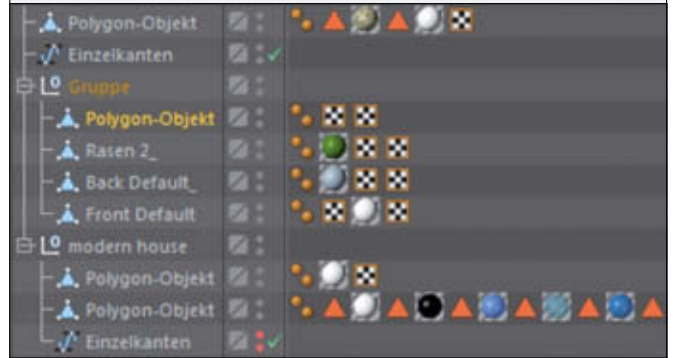 Polygon-Objekt
Einzelkanten
Gruppe
Polygon-Objekt
Rasen 2_
Back Default_
Front Default
modern house
Polygon-Objekt
Polygon-Objekt
Einzelkanten